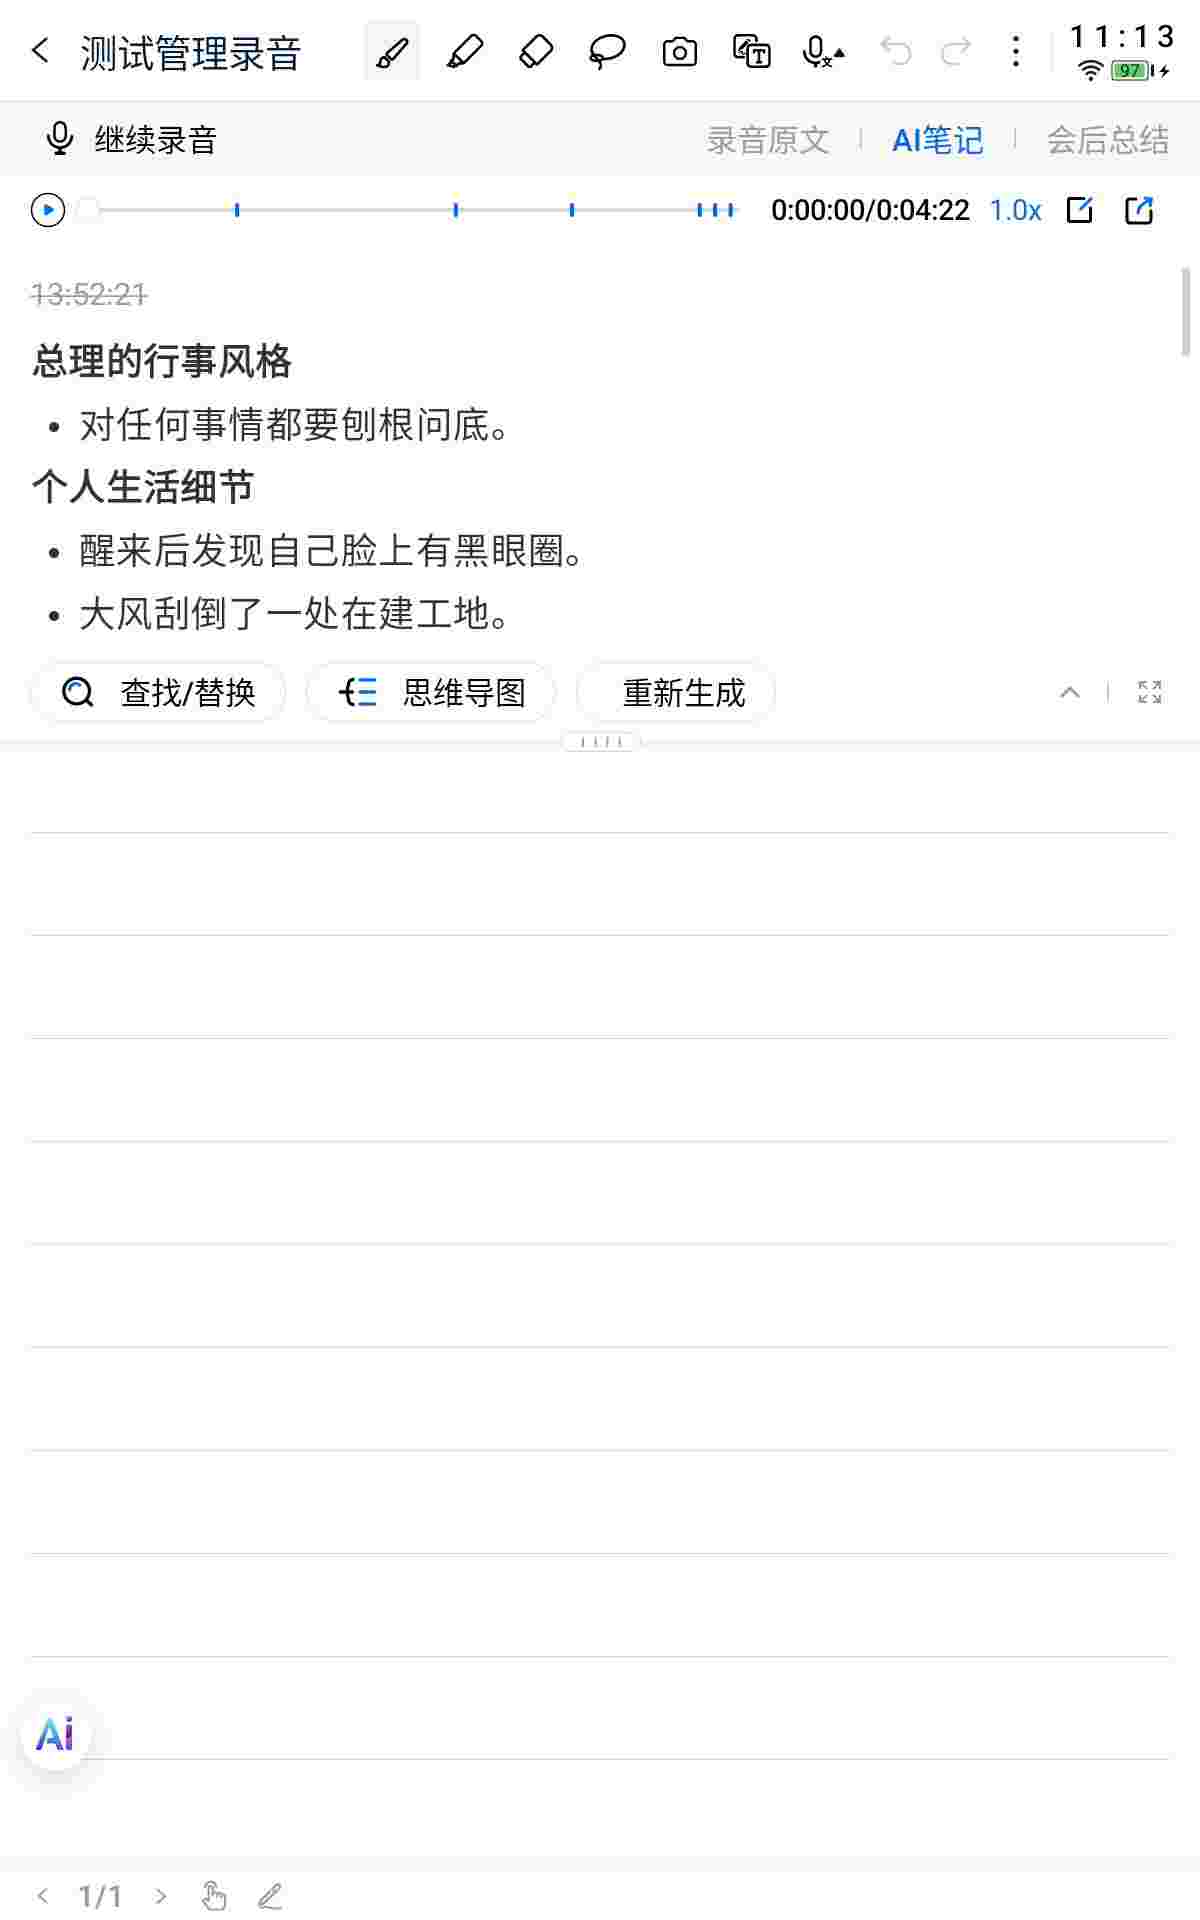 测试管理录音
11:13
97
继续录音
录音原文
AI笔记
会后总结
0:00:00/0:04:22 1.0x
13:52:21
总理的行事风格
• 对任何事情都要刨根问底。
个人生活细节
• 醒来后发现自己脸上有黑眼圈。
• 大风刮倒了一处在建工地。
查找/替换
思维导图
重新生成
Ai
1/1